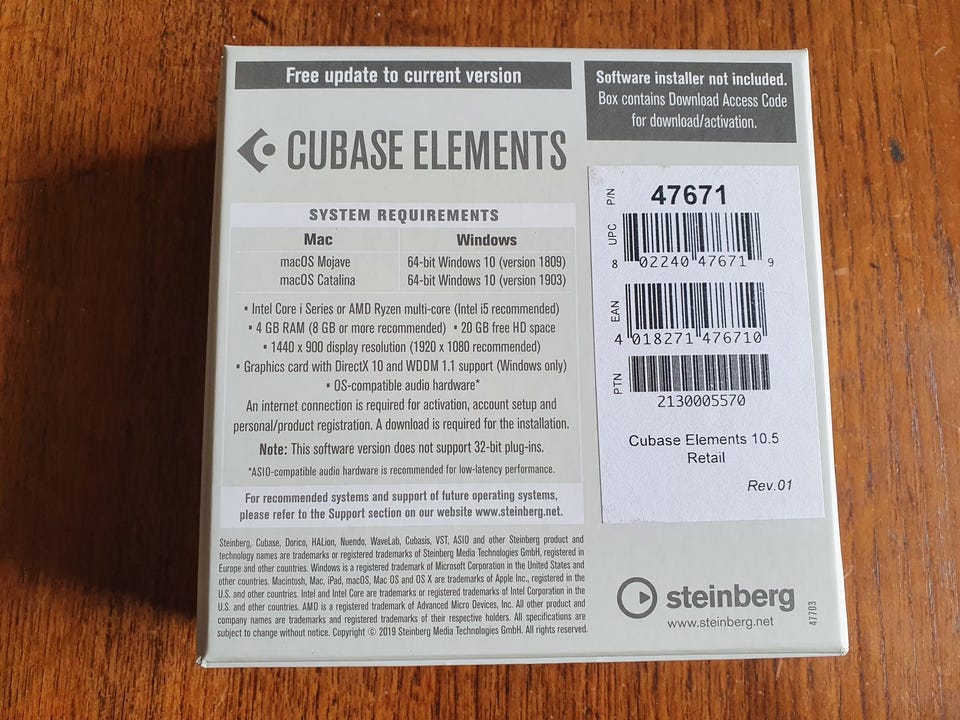 Free update to current version
Software installer not included.
Box contains Download Access Code
for download/activation.
CUBASE ELEMENTS
SYSTEM REQUIREMENTS
Mac
Windows
macOS Mojave
64-bit Windows 10 (version 1809)
macOS Catalina
64-bit Windows 10 (version 1903)
• Intel Core i Series or AMD Ryzen multi-core (Intel i5 recommended)
• 4 GB RAM (8 GB or more recommended) • 20 GB free HD space
• 1440 x 900 display resolution (1920 x 1080 recommended)
• Graphics card with DirectX 10 and WDDM 1.1 support (Windows only)
• OS-compatible audio hardware*
An internet connection is required for activation, account setup and
personal/product registration. A download is required for the installation.
Note: This software version does not support 32-bit plug-ins.
*ASIO-compatible audio hardware is recommended for low-latency performance.
For recommended systems and support of future operating systems,
please refer to the Support section on our website www.steinberg.net.
Steinberg, Cubase, Dorico, HALion, Nuendo, WaveLab, Cubasis, VST, ASIO and other Steinberg product and
technology names are trademarks or registered trademarks of Steinberg Media Technologies GmbH, registered in
Europe and other countries. Windows is a registered trademark of Microsoft Corporation in the United States and
other countries. Macintosh, Mac, iPad, macOS, Mac OS and OS X are trademarks of Apple Inc., registered in the
U.S. and other countries. Intel and Intel Core are trademarks or registered trademarks of Intel Corporation in the
U.S. and other countries. AMD is a registered trademark of Advanced Micro Devices, Inc. All other product and
company names are trademarks and registered trademarks of their respective holders. All specifications are
subject to change without notice. Copyright © 2019 Steinberg Media Technologies GmbH. All rights reserved.
P/N
47671
UPC
8 02240 47671 9
EAN
4 018271 476710
PTN
2130005570
Cubase Elements 10.5
Retail
Rev.01
steinberg
www.steinberg.net
47703